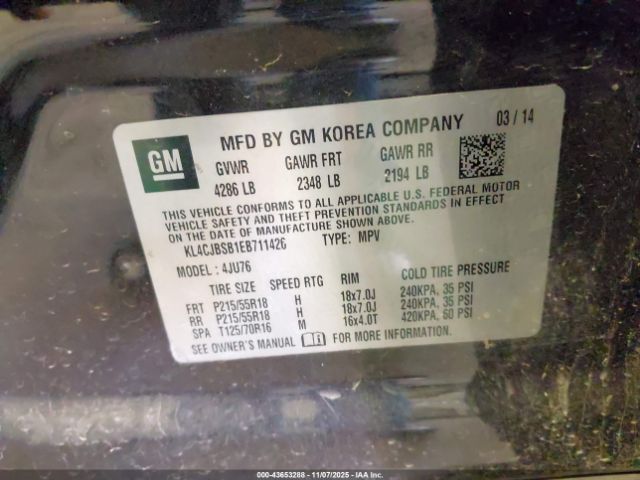 GM
MFD BY GM KOREA COMPANY 03 / 14
GVWR GAWR FRT GAWR RR
4286 LB 2348 LB 2194 LB
THIS VEHICLE CONFORMS TO ALL APPLICABLE U.S. FEDERAL MOTOR
VEHICLE SAFETY AND THEFT PREVENTION STANDARDS IN EFFECT ON
THE DATE OF MANUFACTURE SHOWN ABOVE.
KL4CJBSB1EB711426 TYPE: MPV
MODEL : 4JU76
TIRE SIZE SPEED RTG RIM COLD TIRE PRESSURE
FRT P215/55R18 H 18x7.0J 240KPA, 35 PSI
RR P215/55R18 H 18x7.0J 240KPA, 35 PSI
SPA T125/70R16 M 16x4.0T 420KPA, 60 PSI
SEE OWNER'S MANUAL i FOR MORE INFORMATION.
000-43653288 - 11/07/2025 - IAA Inc.